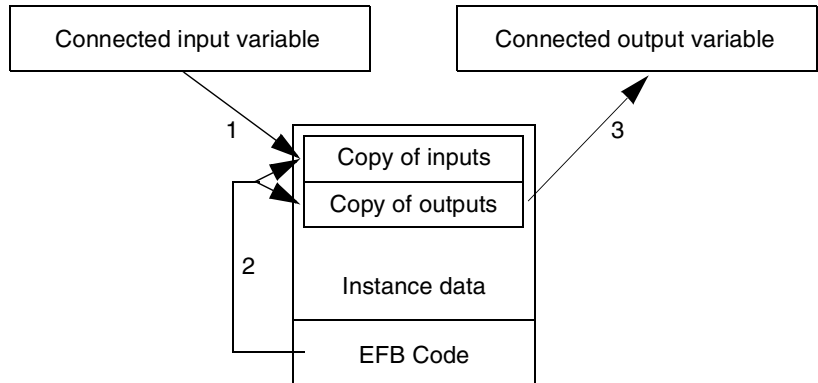 Connected input variable
Connected output variable
1
3
Copy of inputs
Copy of outputs
2
Instance data
EFB Code